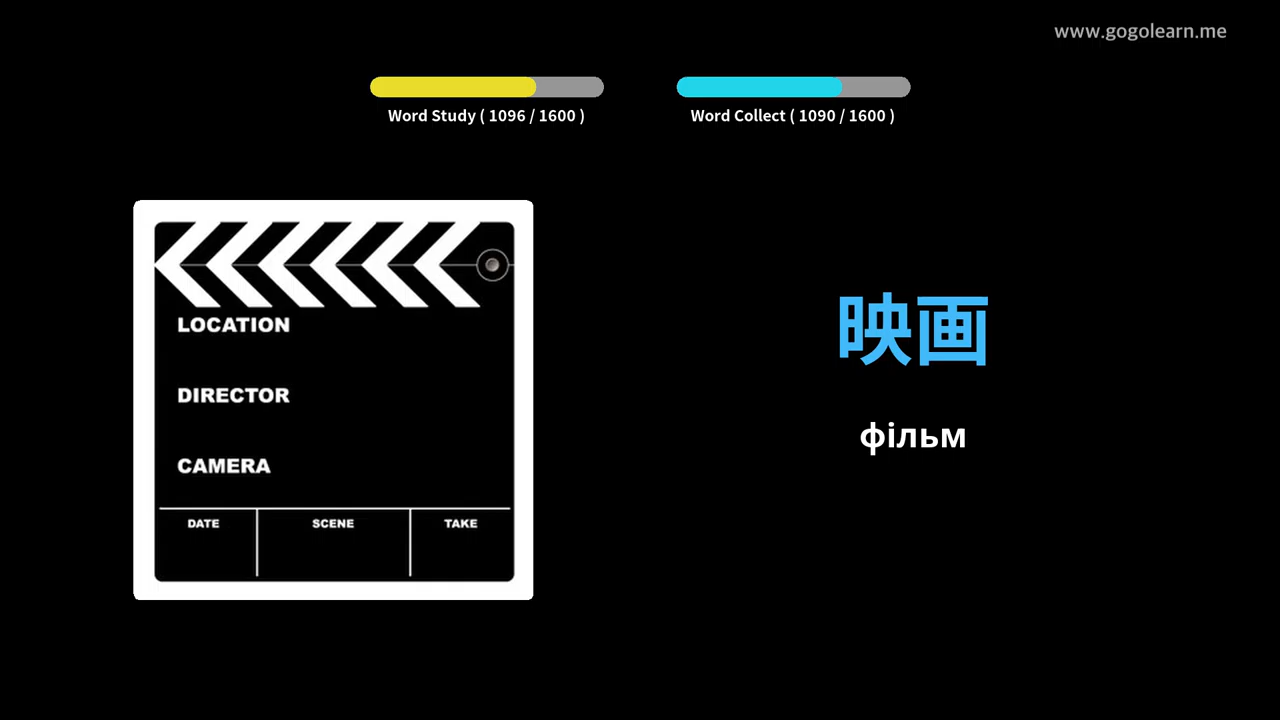 www.gogolearn.me
Word Study ( 1096 / 1600 )
Word Collect ( 1090 / 1600 )
LOCATION
DIRECTOR
CAMERA
DATE
SCENE
TAKE
映画
фільм